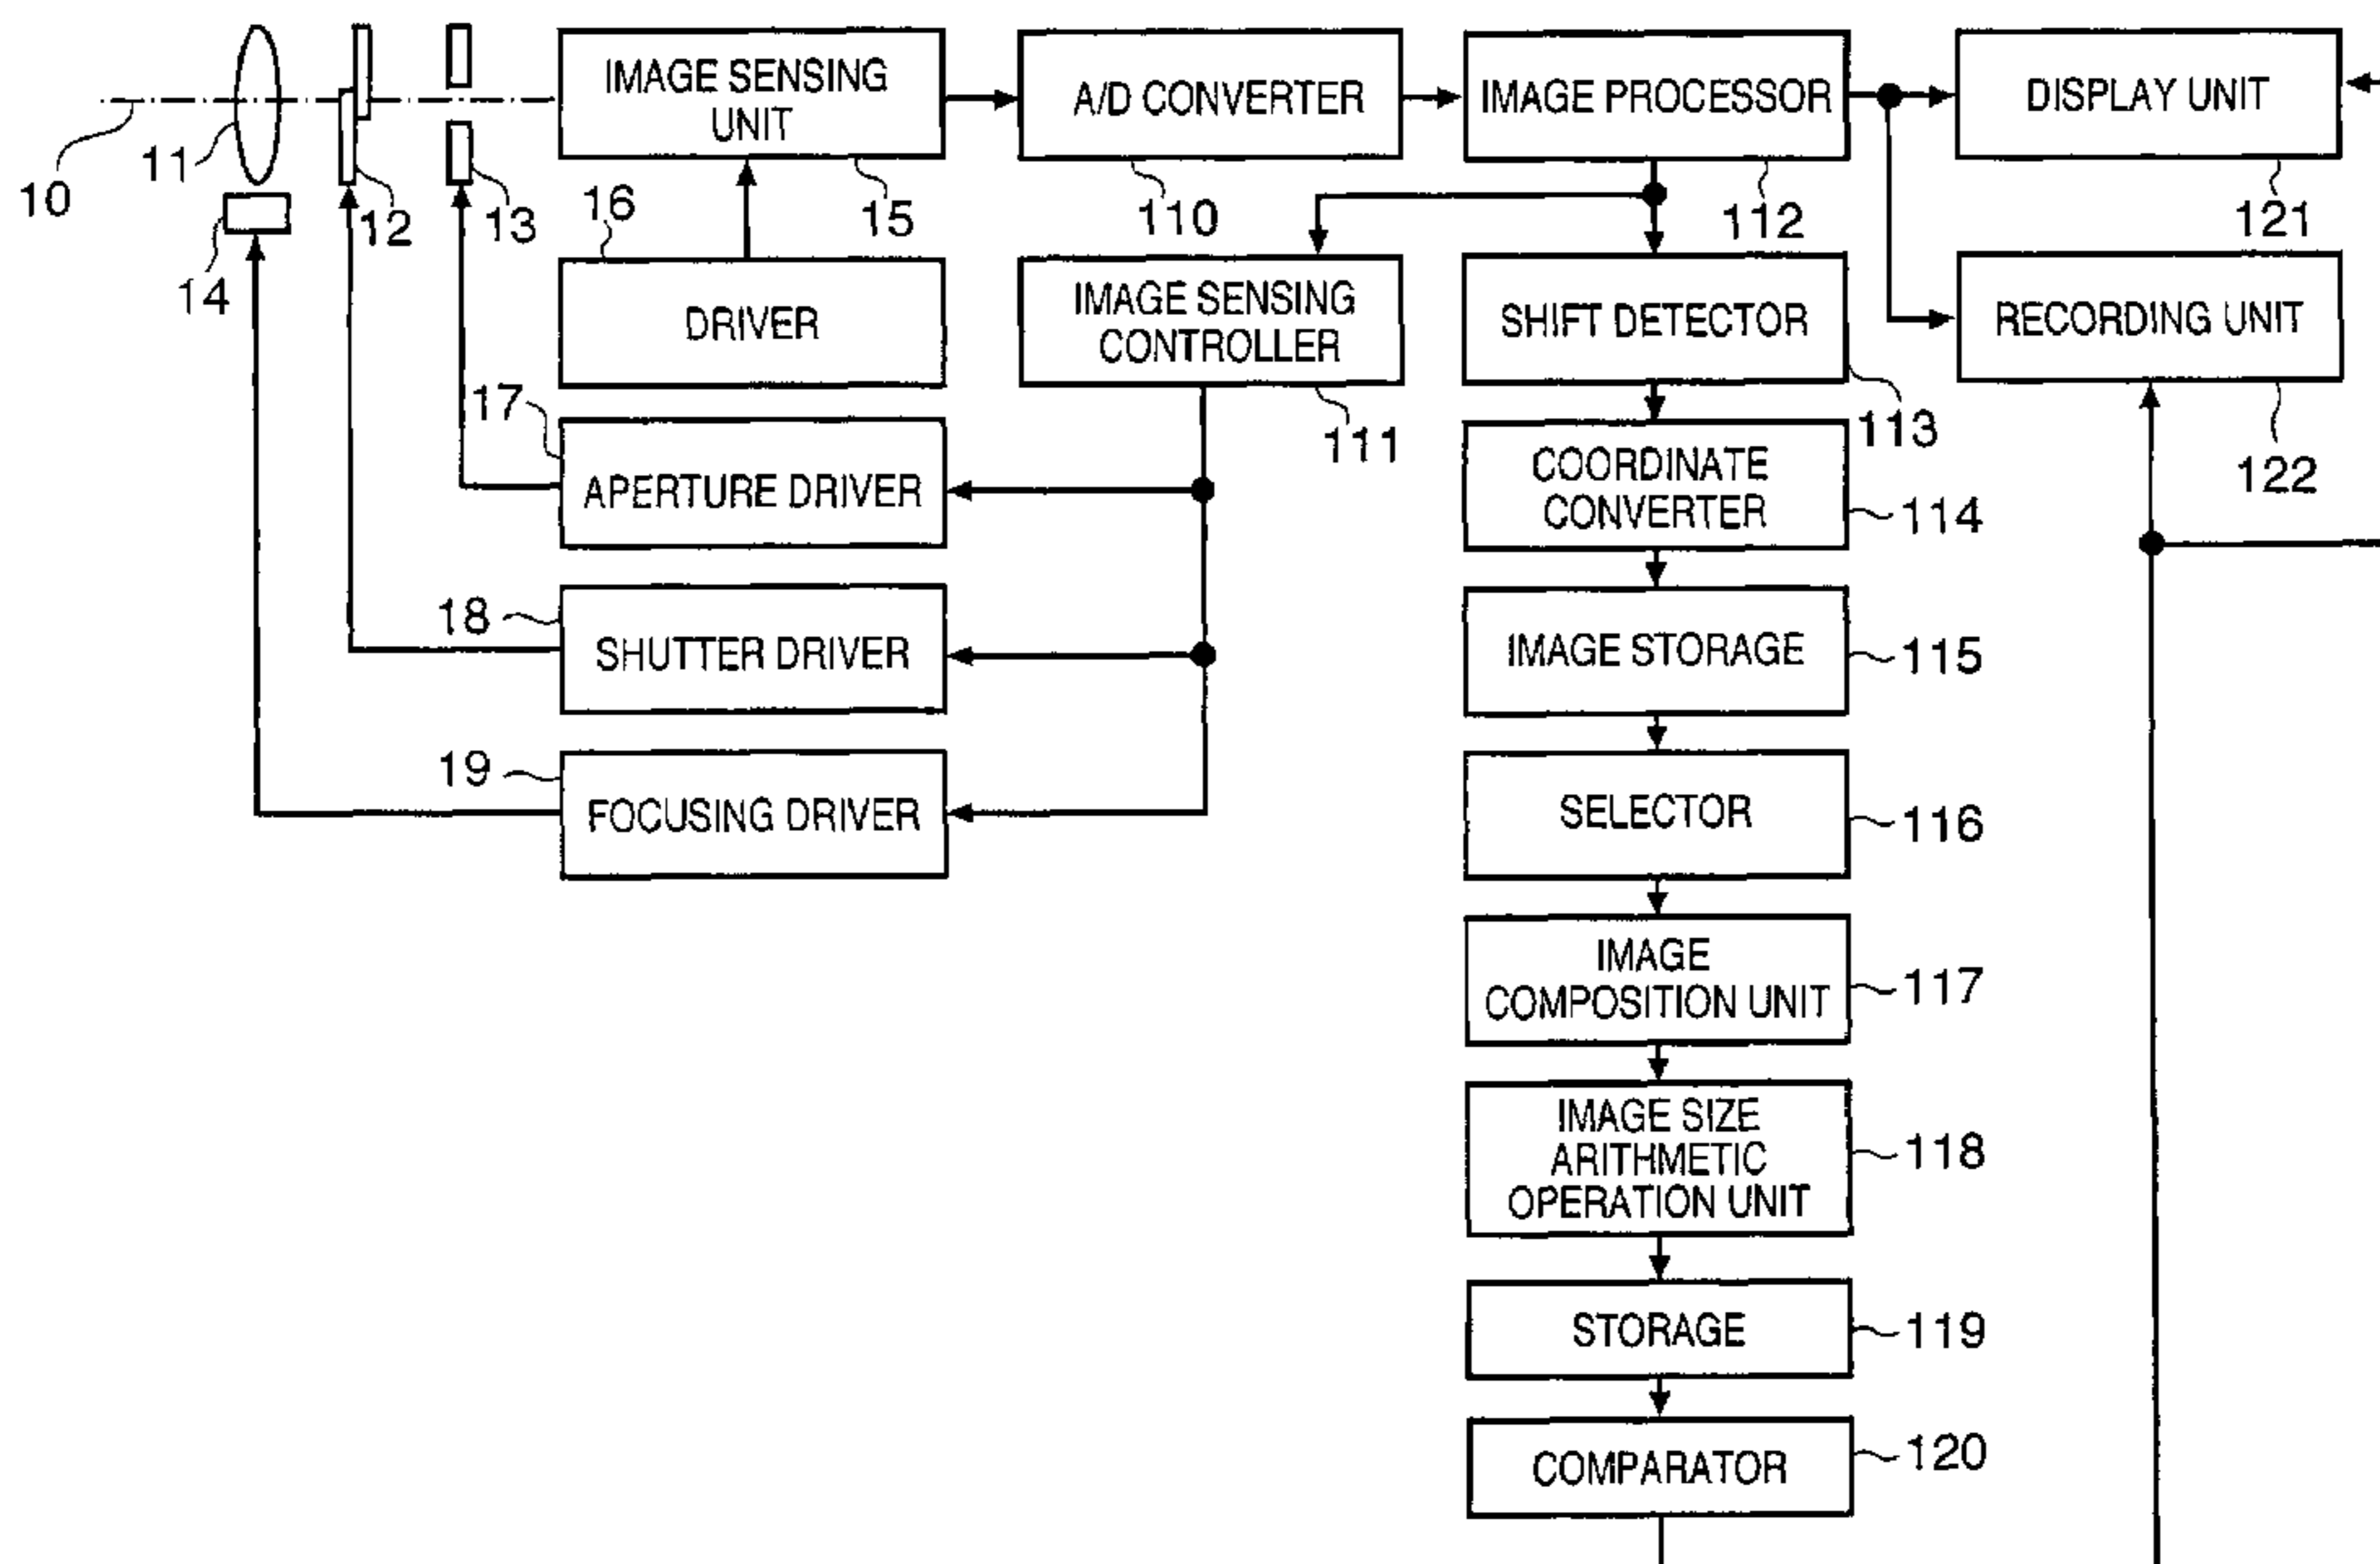 IMAGE SENSING
UNIT
A/D CONVERTER
IMAGE PROCESSOR
DISPLAY UNIT
10
11
12
13
14
15
16
110
112
121
DRIVER
IMAGE SENSING
CONTROLLER
SHIFT DETECTOR
RECORDING UNIT
17
111
113
122
APERTURE DRIVER
COORDINATE
CONVERTER
114
18
SHUTTER DRIVER
IMAGE STORAGE
115
19
FOCUSING DRIVER
SELECTOR
116
IMAGE
COMPOSITION UNIT
117
IMAGE SIZE
ARITHMETIC
OPERATION UNIT
118
STORAGE
119
COMPARATOR
120